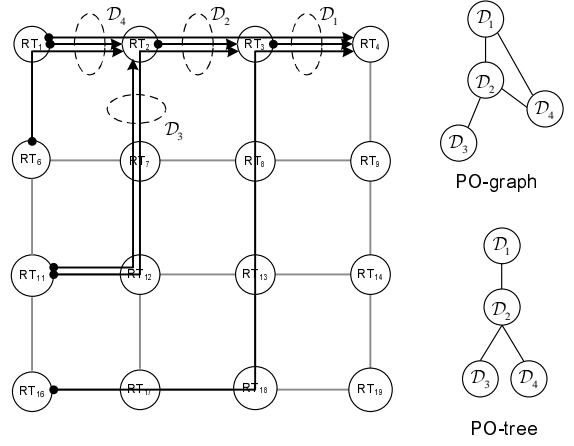 𝒟₄ 𝒟₂ 𝒟₁
RT₁ RT₂ RT₃ RT₄
𝒟₃
RT₆ RT₇ RT₈ RT₉
RT₁₁ RT₁₂ RT₁₃ RT₁₄
RT₁₆ RT₁₇ RT₁₈ RT₁₉
𝒟₁
𝒟₂
𝒟₄
𝒟₃
PO-graph
𝒟₁
𝒟₂
𝒟₃ 𝒟₄
PO-tree